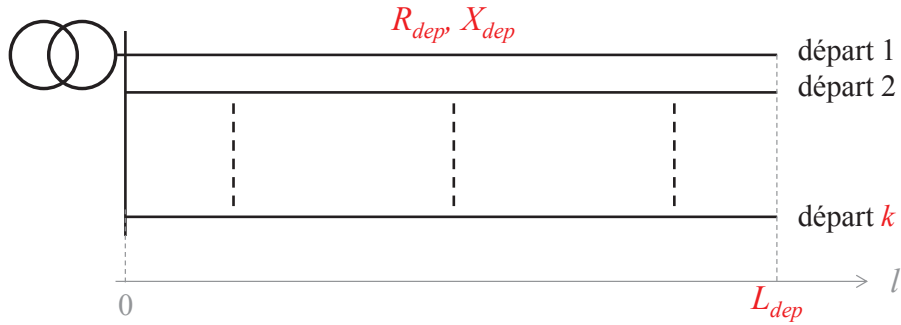 R_dep, X_dep
départ 1
départ 2
départ k
0
L_dep
l